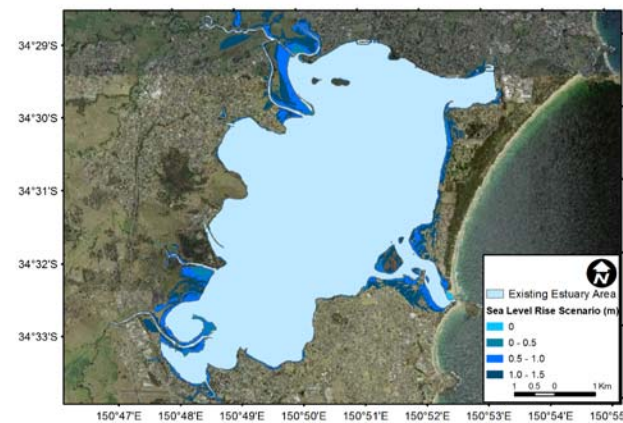 34°29'S
34°30'S
34°31'S
34°32'S
34°33'S
N
Existing Estuary Area
Sea Level Rise Scenario (m)
0
0 - 0.5
0.5 - 1.0
1.0 - 1.5
1 0.5 0 1 Km
150°47'E 150°48'E 150°49'E 150°50'E 150°51'E 150°52'E 150°53'E 150°54'E 150°55